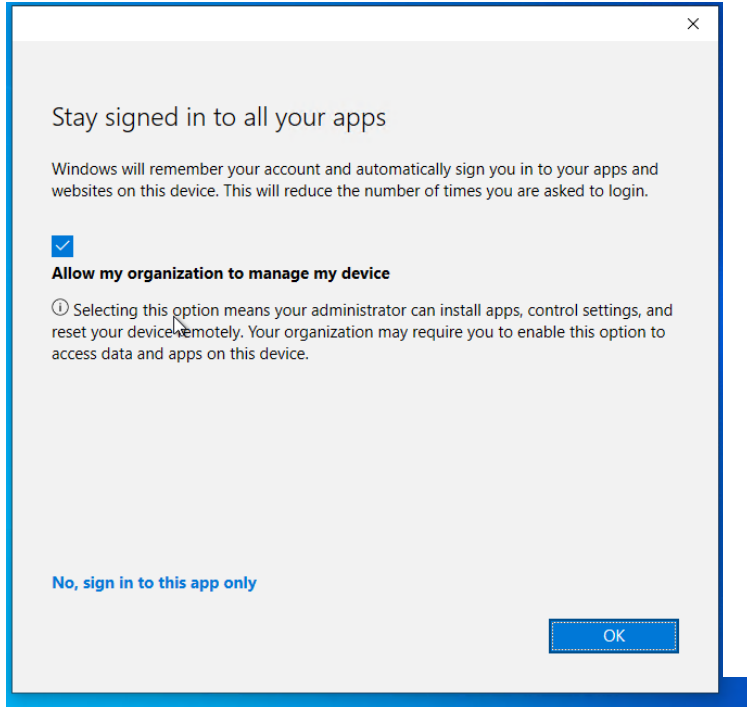 Stay signed in to all your apps
Windows will remember your account and automatically sign you in to your apps and
websites on this device. This will reduce the number of times you are asked to login.
Allow my organization to manage my device
Selecting this option means your administrator can install apps, control settings, and
reset your device remotely. Your organization may require you to enable this option to
access data and apps on this device.
No, sign in to this app only
OK